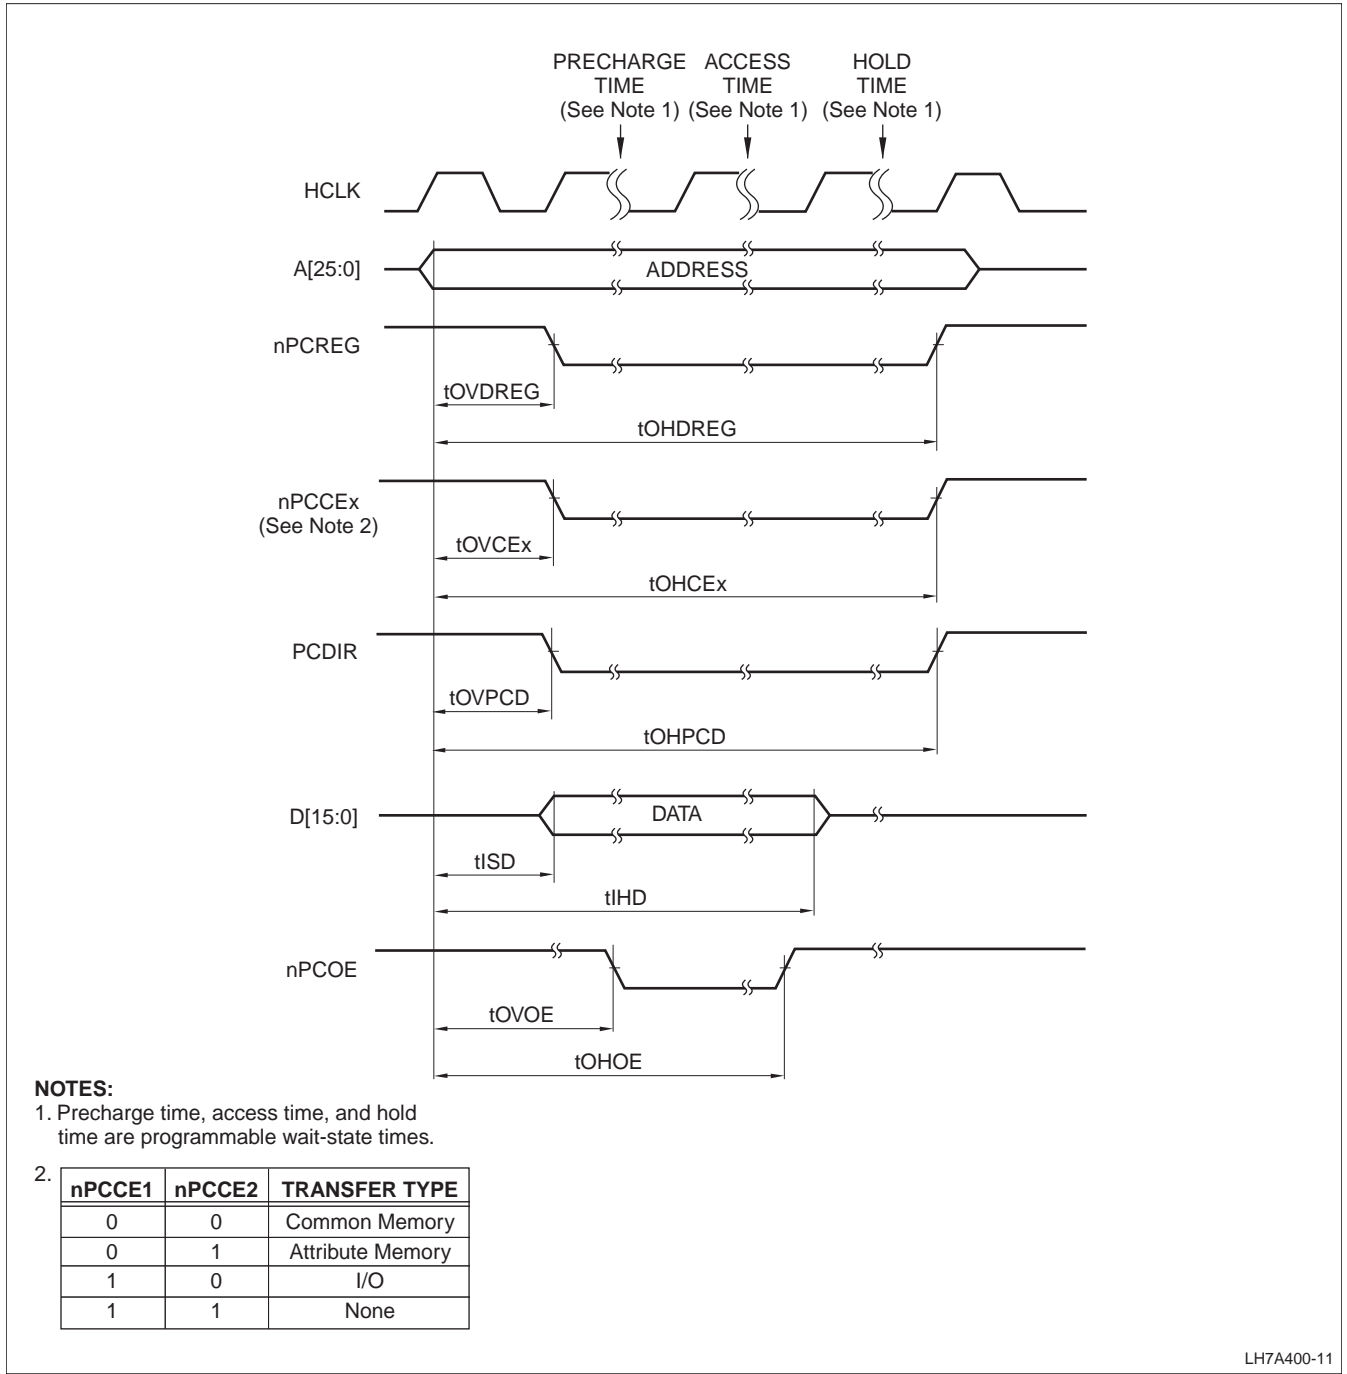 PRECHARGE TIME (See Note 1)
ACCESS TIME (See Note 1)
HOLD TIME (See Note 1)
HCLK
A[25:0]
ADDRESS
nPCREG
tOVDREG
tOHDREG
nPCCEx
(See Note 2)
tOVCEx
tOHCEx
PCDIR
tOVPCD
tOHPCD
D[15:0]
DATA
tISD
tIHD
nPCOE
tOVOE
tOHOE
NOTES:
1. Precharge time, access time, and hold
time are programmable wait-state times.
2.
nPCCE1 nPCCE2 TRANSFER TYPE
0 0 Common Memory
0 1 Attribute Memory
1 0 I/O
1 1 None
LH7A400-11